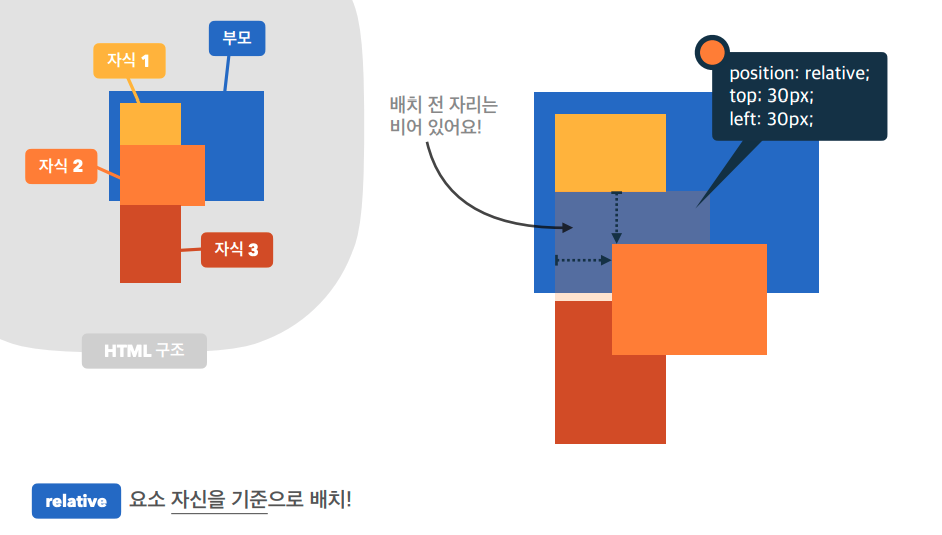 부모
자식 1
자식 2
자식 3
HTML 구조
배치 전 자리는
비어 있어요!
position: relative;
top: 30px;
left: 30px;
relative 요소 자신을 기준으로 배치!